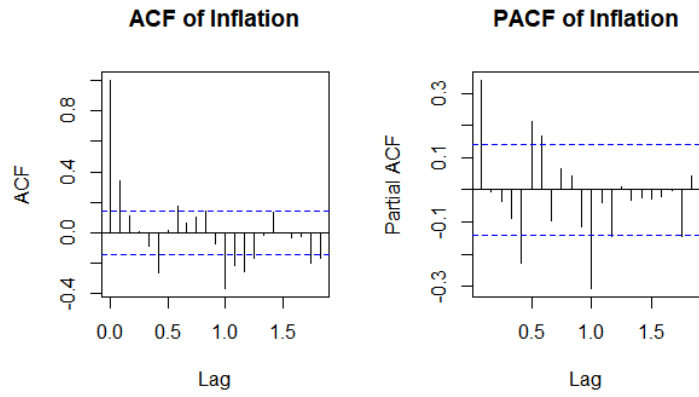 ACF of Inflation
ACF
0.8
0.4
0.0
-0.4
0.0 0.5 1.0 1.5
Lag
PACF of Inflation
Partial ACF
0.3
0.1
-0.1
-0.3
0.5 1.0 1.5
Lag